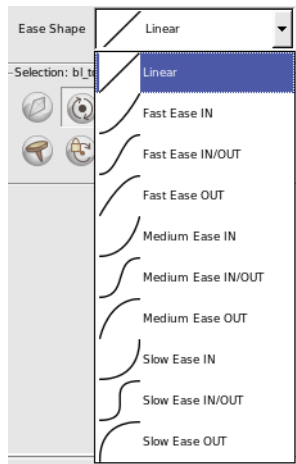 Ease Shape
Linear
Selection: bl_t
Linear
Fast Ease IN
Fast Ease IN/OUT
Fast Ease OUT
Medium Ease IN
Medium Ease IN/OUT
Medium Ease OUT
Slow Ease IN
Slow Ease IN/OUT
Slow Ease OUT